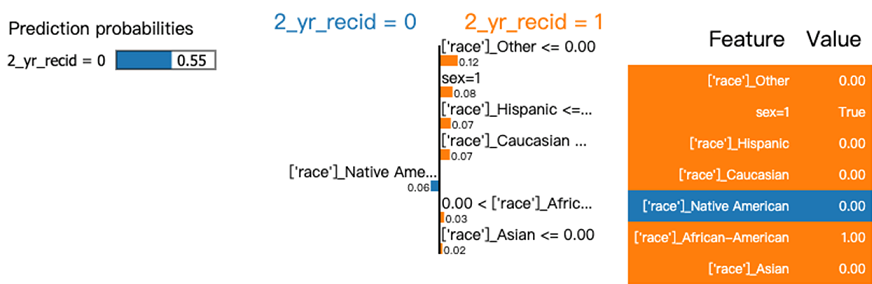 Prediction probabilities
2_yr_recid = 0
0.55
2_yr_recid = 0
2_yr_recid = 1
['race']_Other <= 0.00
0.12
sex=1
0.08
['race']_Hispanic <=...
0.07
['race']_Caucasian ...
0.07
['race']_Native Ame...
0.06
0.00 < ['race']_Afric...
0.03
['race']_Asian <= 0.00
0.02
Feature Value
['race']_Other 0.00
sex=1 True
['race']_Hispanic 0.00
['race']_Caucasian 0.00
['race']_Native American 0.00
['race']_African-American 1.00
['race']_Asian 0.00